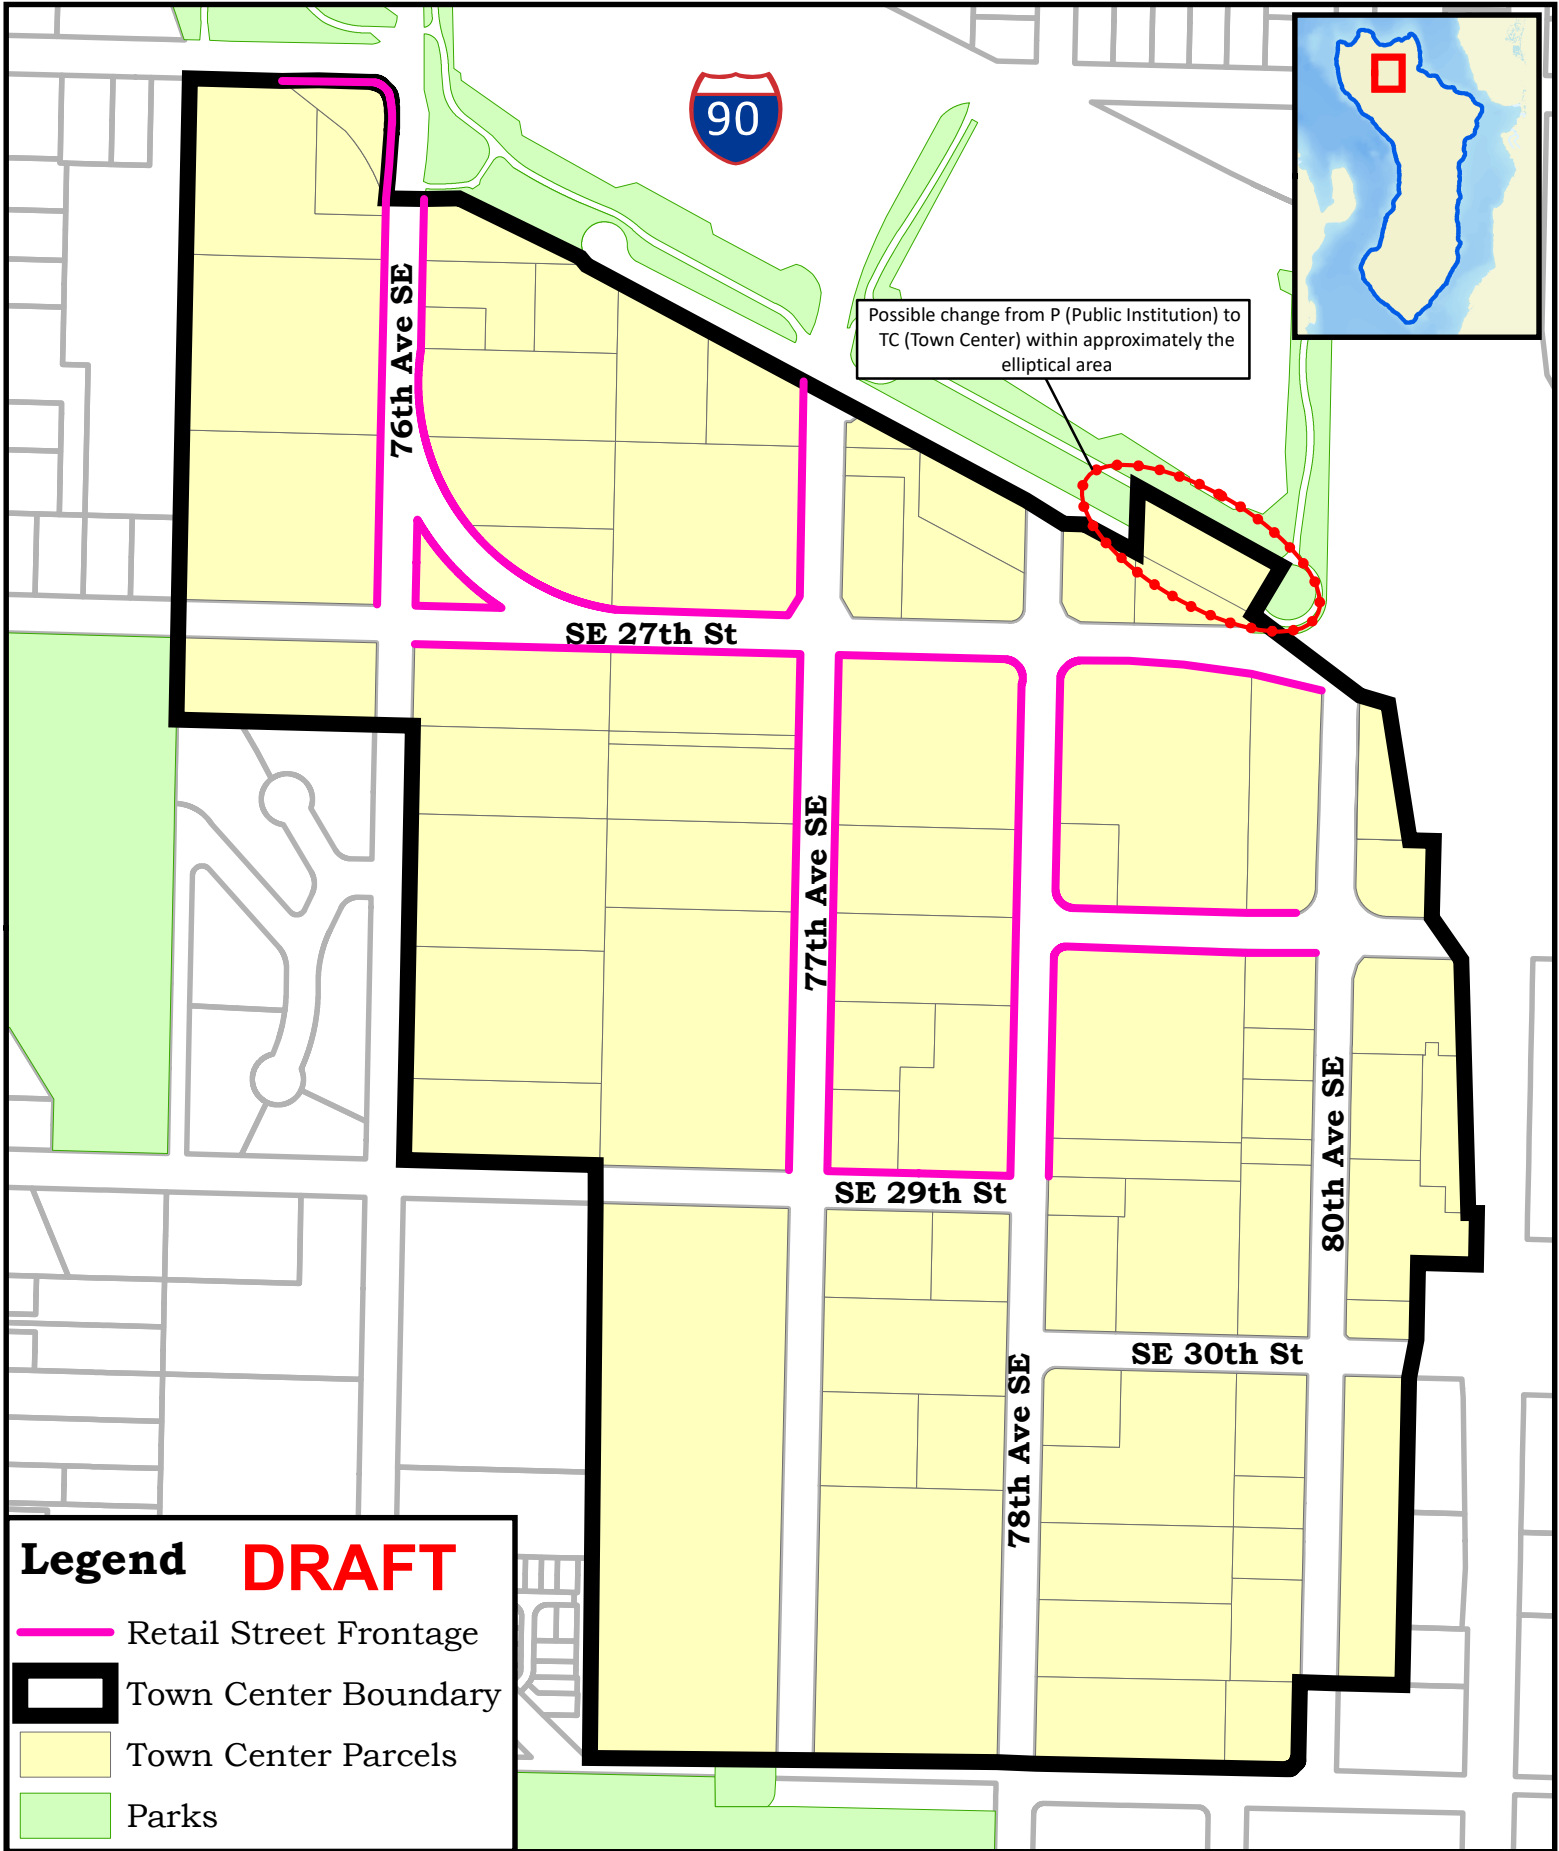 90
Possible change from P (Public Institution) to
TC (Town Center) within approximately the
elliptical area
76th Ave SE
SE 27th St
77th Ave SE
SE 29th St
80th Ave SE
SE 30th St
78th Ave SE
Legend DRAFT
Retail Street Frontage
Town Center Boundary
Town Center Parcels
Parks